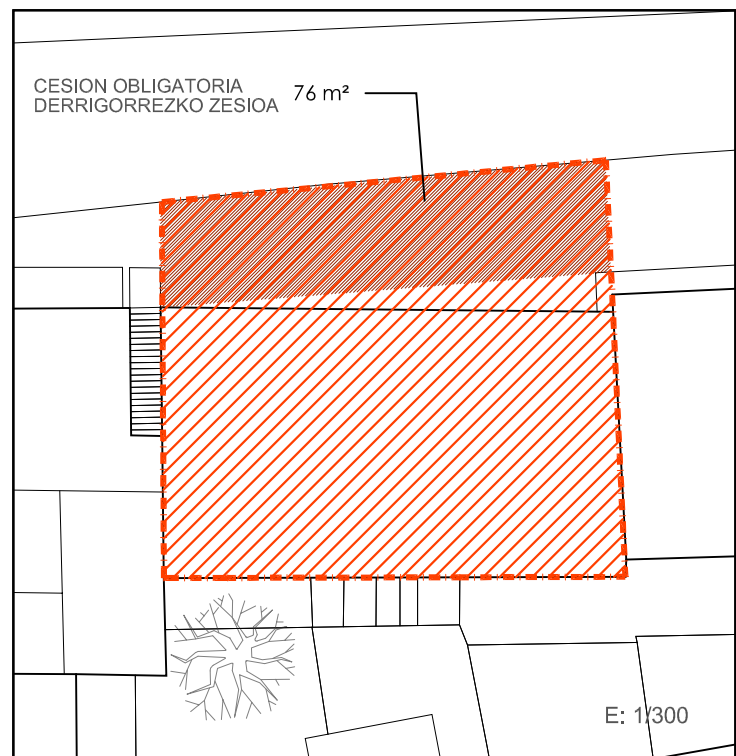 CESION OBLIGATORIA
DERRIGORREZKO ZESIOA
76 m²
E: 1/300